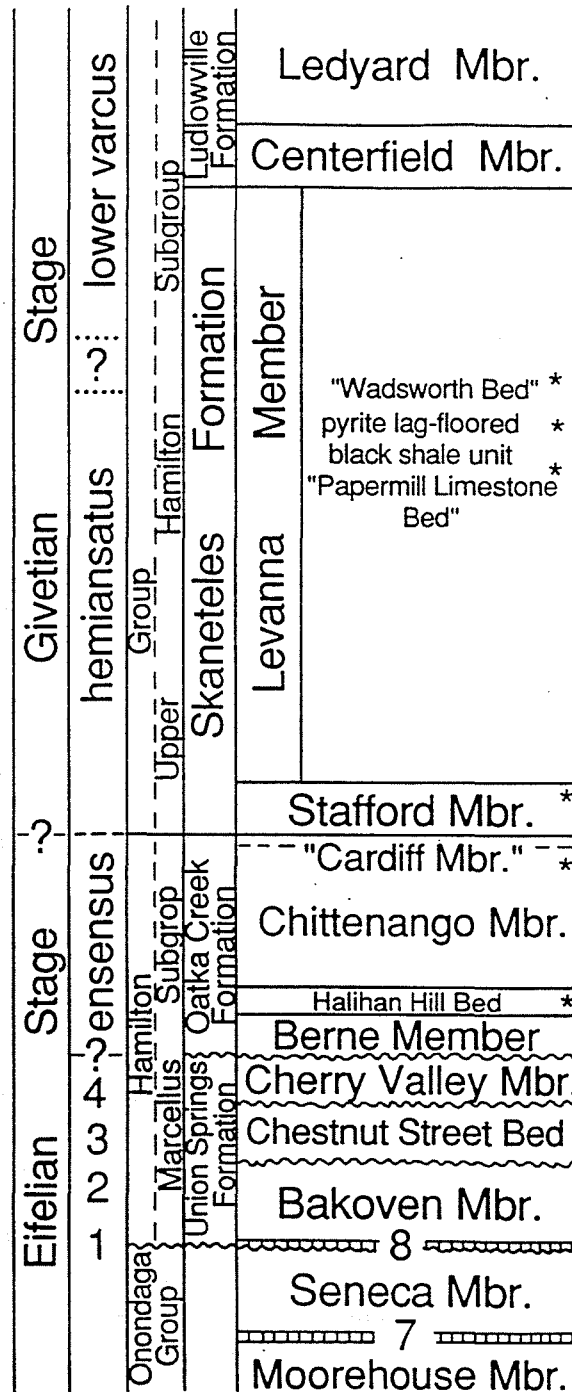 Stage
Givetian
Stage
Eifelian
-?-
lower varcus
?
hemiansatus
ensensus
?
4
3
2
1
Group
Hamilton
Onondaga
Group
Subgroup
Hamilton
Upper
Subgrop
Marcellus
Ludlowville
Formation
Skaneteles Formation
Oatka Creek
Formation
Union Springs
Formation
Levanna Member
Ledyard Mbr.
Centerfield Mbr.
"Wadsworth Bed" *
pyrite lag-floored *
black shale unit
*
"Papermill Limestone
Bed"
Stafford Mbr. *
"Cardiff Mbr." *
Chittenango Mbr.
Halihan Hill Bed *
Berne Member
Cherry Valley Mbr.
Chestnut Street Bed
Bakoven Mbr.
8
Seneca Mbr.
7
Moorehouse Mbr.